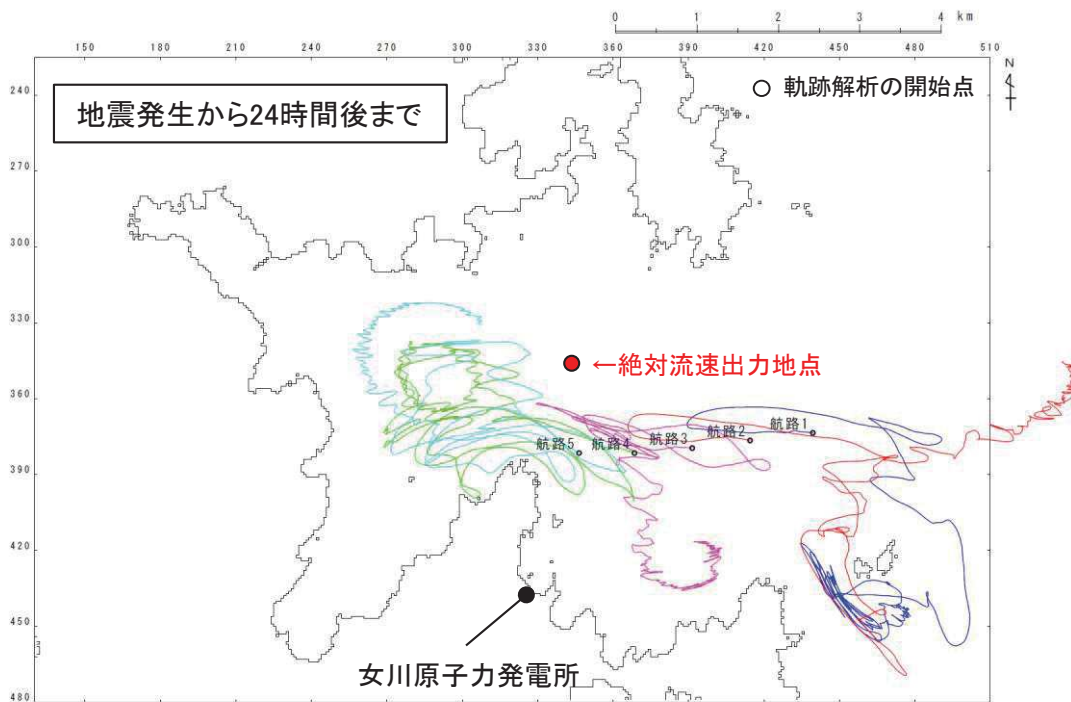 0 1 2 3 4 km
150 180 210 240 270 300 330 360 390 420 450 480 510
N
240
270
300
330
360
390
420
450
480
地震発生から24時間後まで
軌跡解析の開始点
←絶対流速出力地点
航路5
航路4
航路3
航路2
航路1
女川原子力発電所